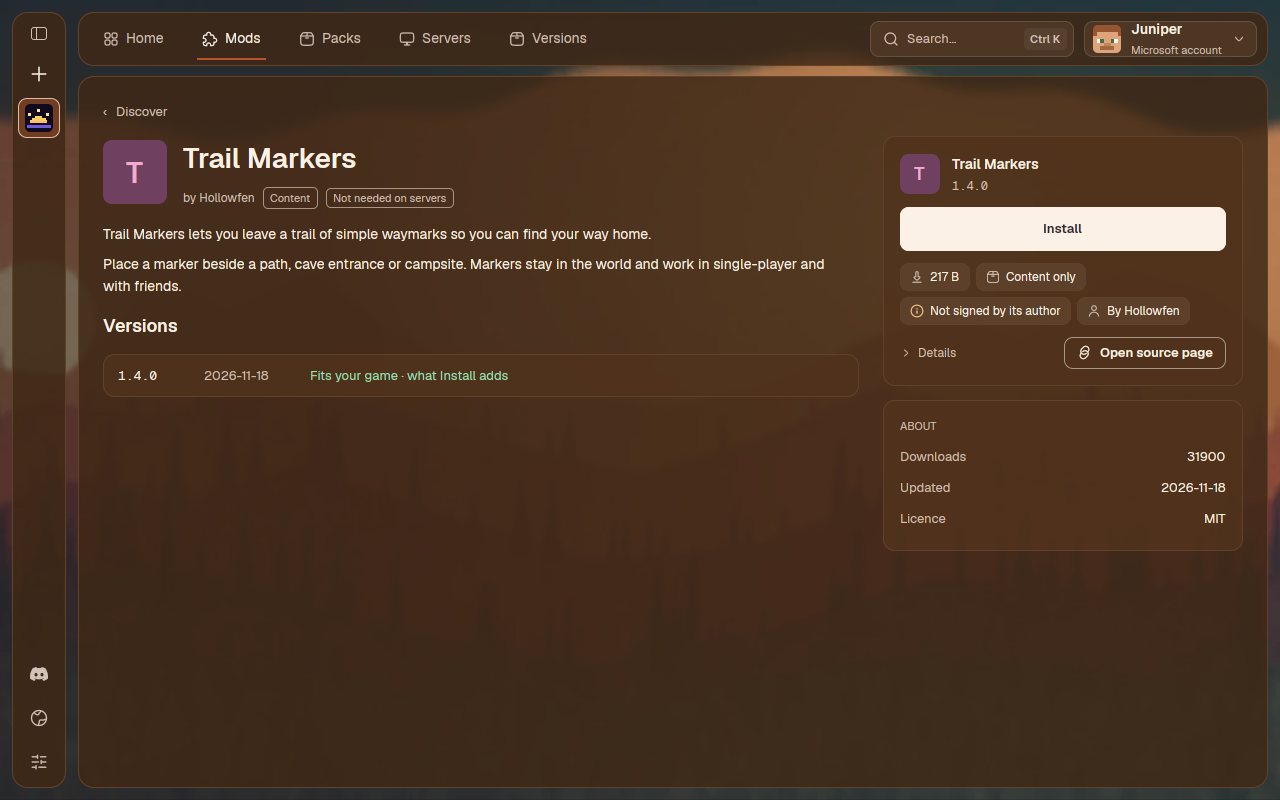 Home
Mods
Packs
Servers
Versions
Search...
Ctrl K
Juniper
Microsoft account
‹ Discover
T
Trail Markers
by Hollowfen
Content
Not needed on servers
Trail Markers lets you leave a trail of simple waymarks so you can find your way home.
Place a marker beside a path, cave entrance or campsite. Markers stay in the world and work in single-player and
with friends.
Versions
1.4.0 2026-11-18 Fits your game · what Install adds
T
Trail Markers
1.4.0
Install
217 B
Content only
Not signed by its author
By Hollowfen
Details
Open source page
ABOUT
Downloads 31900
Updated 2026-11-18
Licence MIT